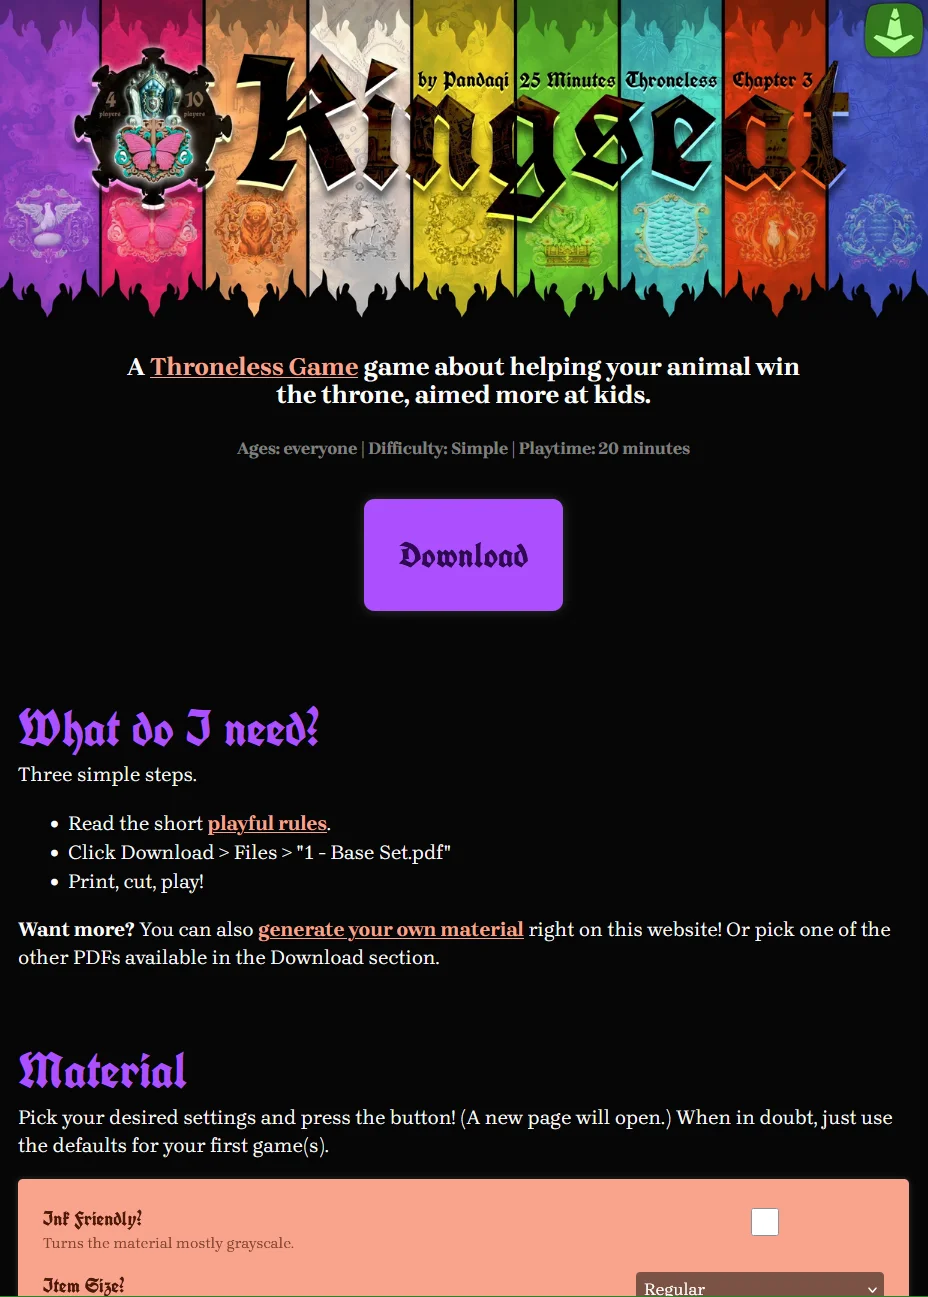 by Pandaqi
25 Minutes
Throneless
Chapter 3
4
players
10
players
Kingseat
A Throneless Game game about helping your animal win
the throne, aimed more at kids.
Ages: everyone | Difficulty: Simple | Playtime: 20 minutes
Download
What do I need?
Three simple steps.
Read the short playful rules.
Click Download > Files > "1 - Base Set.pdf"
Print, cut, play!
Want more? You can also generate your own material right on this website! Or pick one of the
other PDFs available in the Download section.
Material
Pick your desired settings and press the button! (A new page will open.) When in doubt, just use
the defaults for your first game(s).
Ink Friendly?
Turns the material mostly grayscale.
Item Size?
Regular